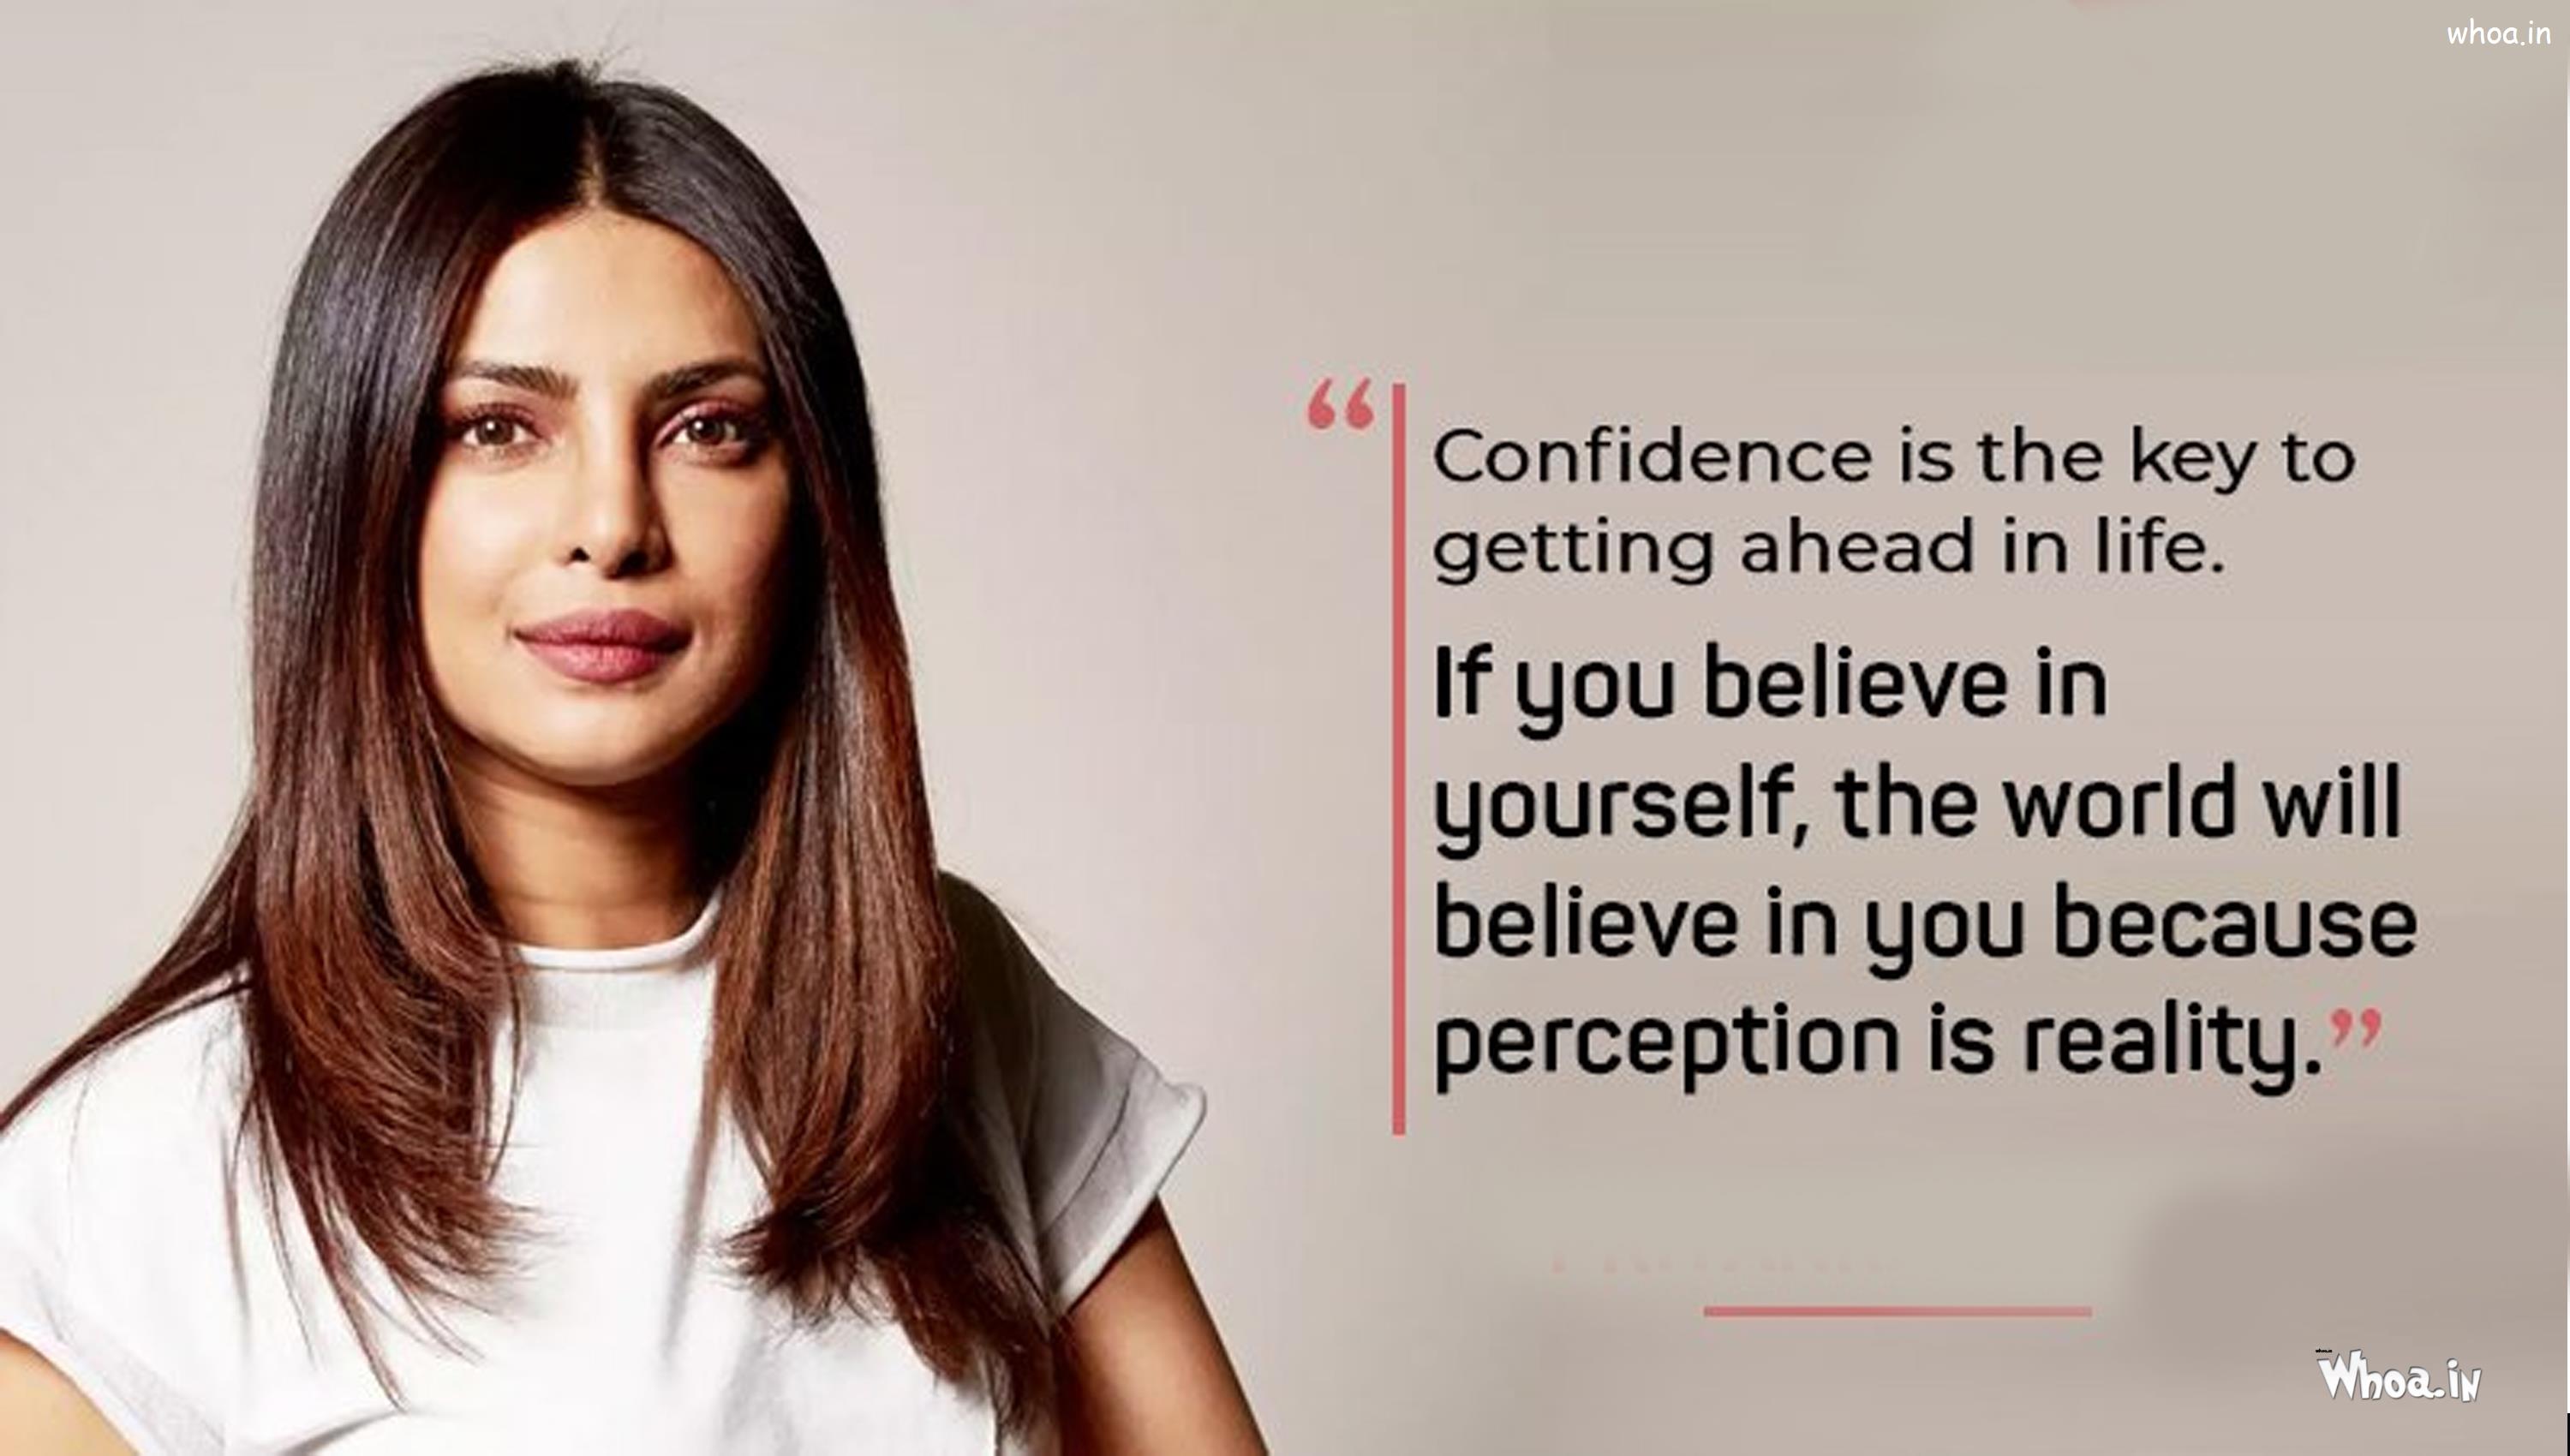 whoa.in
“Confidence is the key to
getting ahead in life.
If you believe in
yourself, the world will
believe in you because
perception is reality.”
Whoa.in